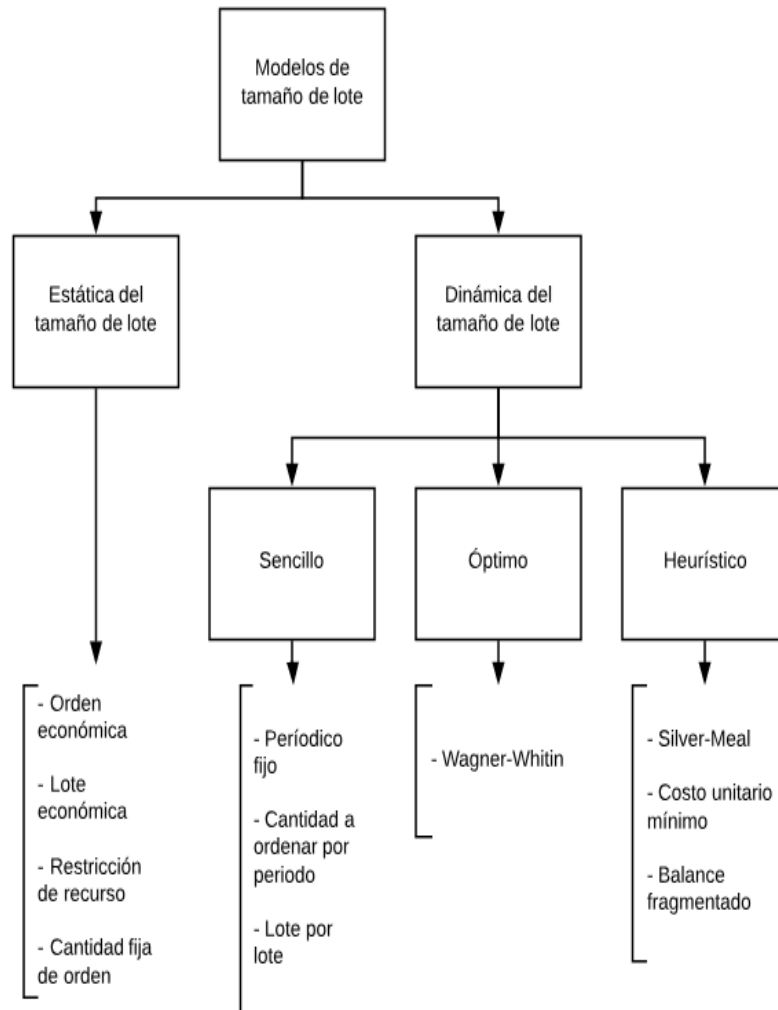 Modelos de
tamaño de lote
Estática del
tamaño de lote
Dinámica del
tamaño de lote
Sencillo
Óptimo
Heurístico
- Orden
económica
- Lote
económica
- Restricción
de recurso
- Cantidad fija
de orden
- Períodico
fijo
- Cantidad a
ordenar por
periodo
- Lote por
lote
- Wagner-Whitin
- Silver-Meal
- Costo unitario
mínimo
- Balance
fragmentado